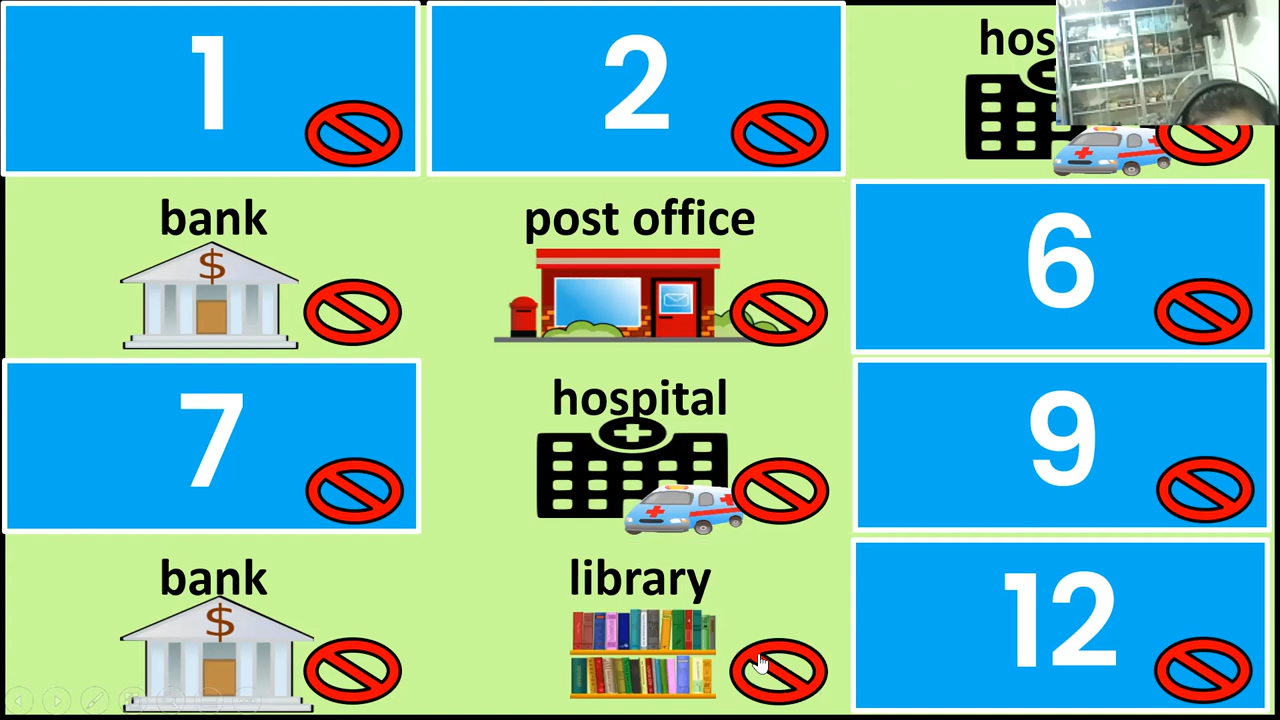 1
2
hos
bank
$
post office
6
7
hospital
9
bank
$
library
12